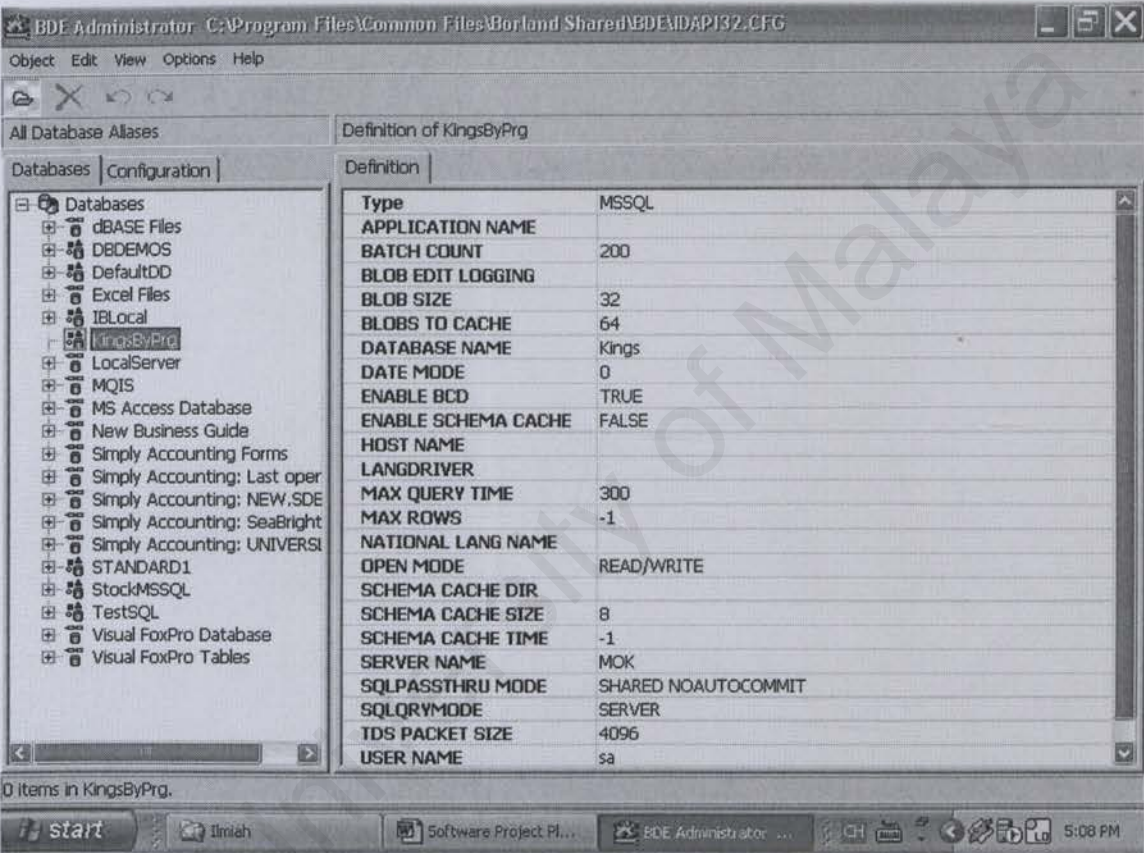 BDE Administrator C:\Program Files\Common Files\Borland Shared\BDE\IDAPI32.CFG
Object Edit View Options Help
All Database Aliases
Definition of KingsByPrg
Databases Configuration
Definition
Databases
dBASE Files
DBDEMOS
DefaultDD
Excel Files
IBLocal
KingsByPrg
LocalServer
MQIS
MS Access Database
New Business Guide
Simply Accounting Forms
Simply Accounting: Last oper
Simply Accounting: NEW.SDE
Simply Accounting: SeaBright
Simply Accounting: UNIVERSI
STANDARD1
StockMSSQL
TestSQL
Visual FoxPro Database
Visual FoxPro Tables
Type MSSQL
APPLICATION NAME
BATCH COUNT 200
BLOB EDIT LOGGING
BLOB SIZE 32
BLOBS TO CACHE 64
DATABASE NAME Kings
DATE MODE 0
ENABLE BCD TRUE
ENABLE SCHEMA CACHE FALSE
HOST NAME
LANGDRIVER
MAX QUERY TIME 300
MAX ROWS -1
NATIONAL LANG NAME
OPEN MODE READ/WRITE
SCHEMA CACHE DIR
SCHEMA CACHE SIZE 8
SCHEMA CACHE TIME -1
SERVER NAME MOK
SQLPASSTHRU MODE SHARED NOAUTOCOMMIT
SQLQRYMODE SERVER
TDS PACKET SIZE 4096
USER NAME sa
0 items in KingsByPrg.
start Ilmiah Software Project Pl... BDE Administrator ... CH 5:08 PM
of Malaya